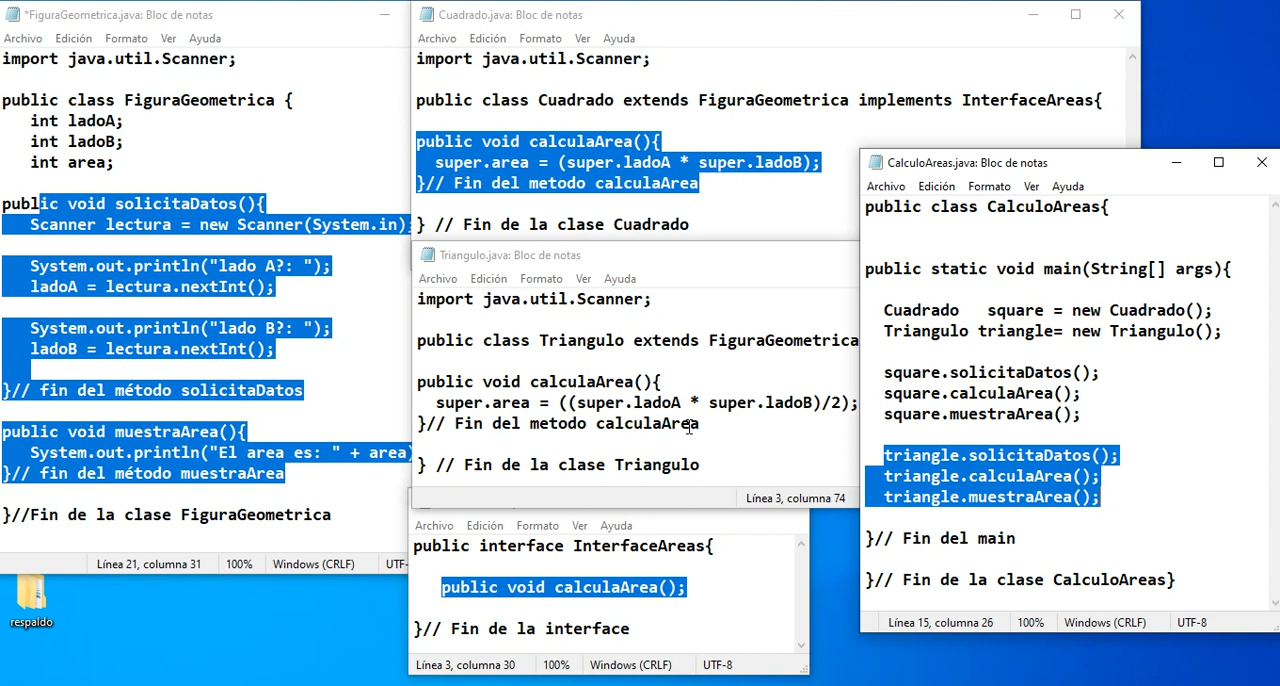 *FiguraGeometrica.java: Bloc de notas
Archivo Edición Formato Ver Ayuda
import java.util.Scanner;
public class FiguraGeometrica {
int ladoA;
int ladoB;
int area;
public void solicitaDatos(){
Scanner lectura = new Scanner(System.in);
System.out.println("lado A?: ");
ladoA = lectura.nextInt();
System.out.println("lado B?: ");
ladoB = lectura.nextInt();
}// fin del método solicitaDatos
public void muestraArea(){
System.out.println("El area es: " + area)
}// fin del método muestraArea
}//Fin de la clase FiguraGeometrica
Línea 21, columna 31 100% Windows (CRLF) UTF-
respaldo
Cuadrado.java: Bloc de notas
Archivo Edición Formato Ver Ayuda
import java.util.Scanner;
public class Cuadrado extends FiguraGeometrica implements InterfaceAreas{
public void calculaArea(){
super.area = (super.ladoA * super.ladoB);
}// Fin del metodo calculaArea
} // Fin de la clase Cuadrado
Triangulo.java: Bloc de notas
Archivo Edición Formato Ver Ayuda
import java.util.Scanner;
public class Triangulo extends FiguraGeometrica
public void calculaArea(){
super.area = ((super.ladoA * super.ladoB)/2);
}// Fin del metodo calculaArea
} // Fin de la clase Triangulo
Línea 3, columna 74
Archivo Edición Formato Ver Ayuda
public interface InterfaceAreas{
public void calculaArea();
}// Fin de la interface
Línea 3, columna 30 100% Windows (CRLF) UTF-8
CalculoAreas.java: Bloc de notas
Archivo Edición Formato Ver Ayuda
public class CalculoAreas{
public static void main(String[] args){
Cuadrado square = new Cuadrado();
Triangulo triangle= new Triangulo();
square.solicitaDatos();
square.calculaArea();
square.muestraArea();
triangle.solicitaDatos();
triangle.calculaArea();
triangle.muestraArea();
}// Fin del main
}// Fin de la clase CalculoAreas}
Línea 15, columna 26 100% Windows (CRLF) UTF-8